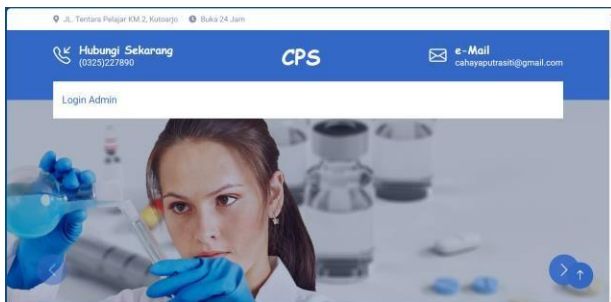 JL. Tentara Pelajar KM.2, Kutoarjo Buka 24 Jam
Hubungi Sekarang
(0325)227890
CPS
e-Mail
cahayaputrasiti@gmail.com
Login Admin